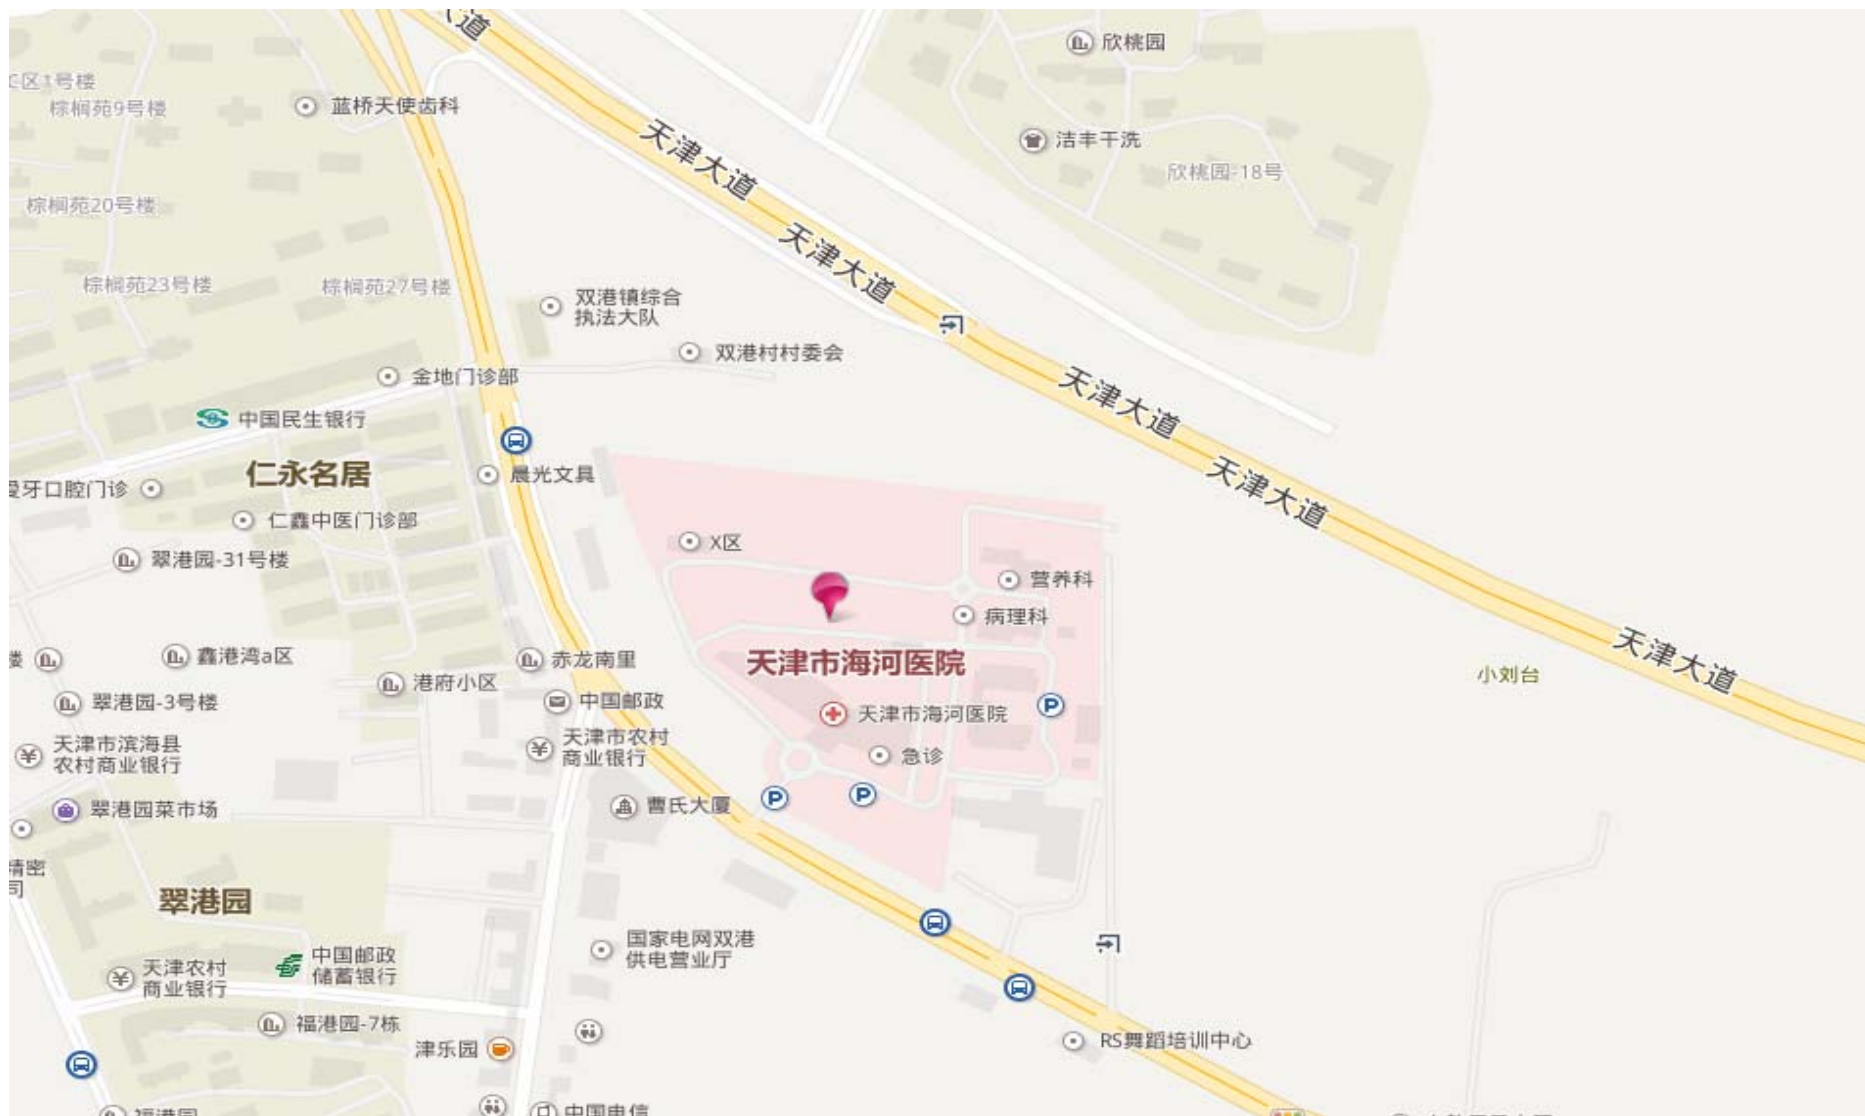 大道
欣桃园
C区1号楼
棕榈苑9号楼
蓝桥天使齿科
天津大道
洁丰干洗
欣桃园-18号
棕榈苑20号楼
天津大道
棕榈苑23号楼
棕榈苑27号楼
双港镇综合
执法大队
双港村村委会
金地门诊部
天津大道
中国民生银行
仁永名居
晨光文具
天津大道
牙口腔门诊
仁鑫中医门诊部
X区
翠港园-31号楼
营养科
病理科
楼
鑫港湾a区
赤龙南里
天津市海河医院
小刘台
天津大道
港府小区
翠港园-3号楼
中国邮政
天津市海河医院
天津市滨海县
农村商业银行
天津市农村
商业银行
急诊
翠港园菜市场
曹氏大厦
精密
司
翠港园
国家电网双港
供电营业厅
天津农村
商业银行
中国邮政
储蓄银行
福港园-7栋
津乐园
RS舞蹈培训中心
福港园
中国电信